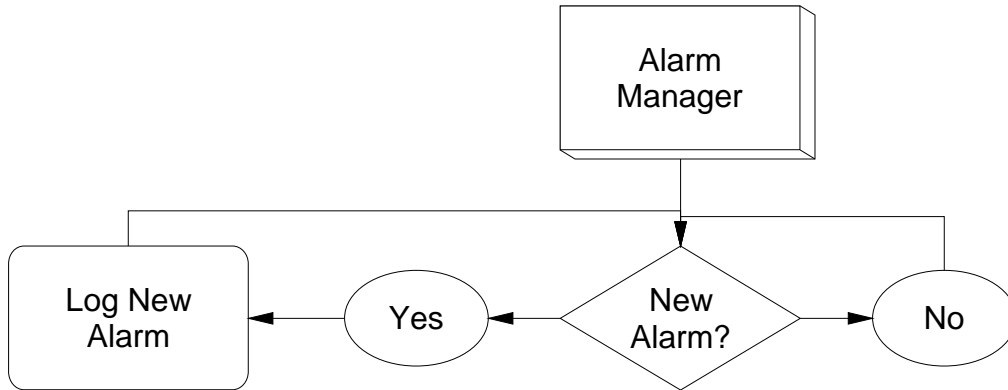 Alarm
Manager
Log New
Alarm
Yes
New
Alarm?
No